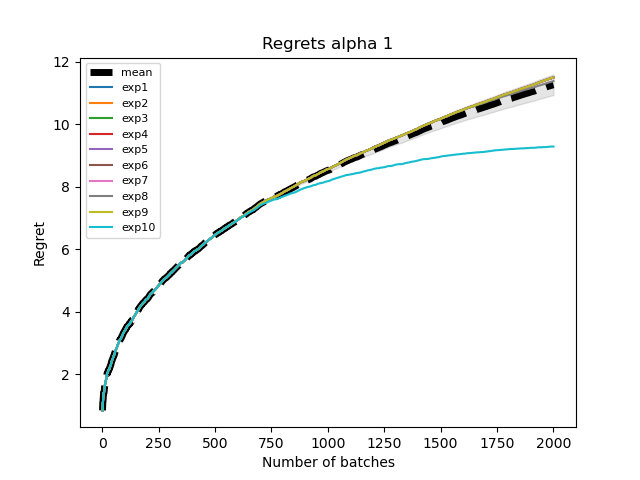 Regrets alpha 1
12
10
8
6
4
2
Regret
mean
exp1
exp2
exp3
exp4
exp5
exp6
exp7
exp8
exp9
exp10
0 250 500 750 1000 1250 1500 1750 2000
Number of batches